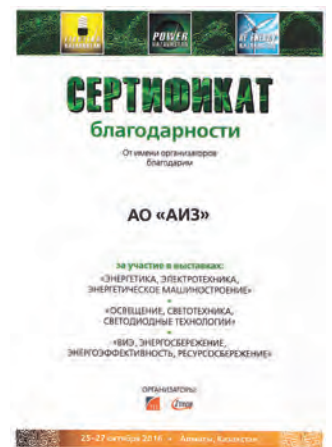 POWER
KAZAKHSTAN
СЕРТИФИКАТ
благодарности
От имени организаторов
благодарим
АО «АИЗ»
за участие в выставках:
«ЭНЕРГЕТИКА, ЭЛЕКТРОТЕХНИКА,
ЭНЕРГЕТИЧЕСКОЕ МАШИНОСТРОЕНИЕ»
«ОСВЕЩЕНИЕ, СВЕТОТЕХНИКА,
СВЕТОДИОДНЫЕ ТЕХНОЛОГИИ»
«ВИЭ, ЭНЕРГОСБЕРЕЖЕНИЕ,
ЭНЕРГОЭФФЕКТИВНОСТЬ, РЕСУРСОСБЕРЕЖЕНИЕ»
ОРГАНИЗАТОРЫ:
25–27 октября 2016 • Алматы, Казахстан